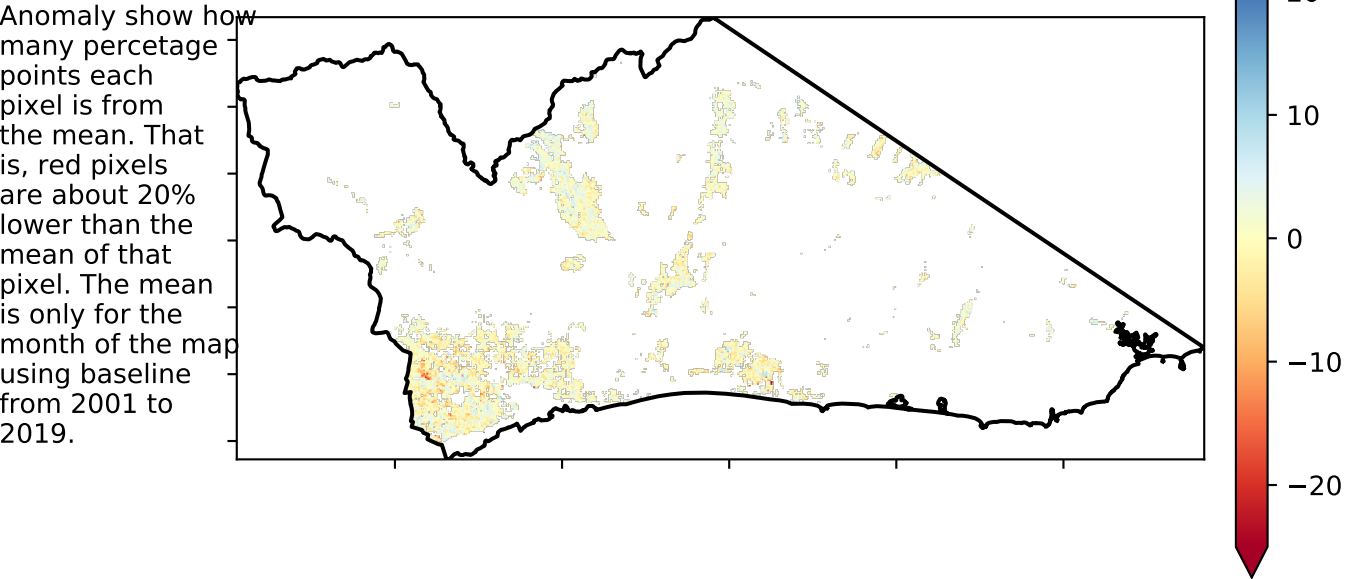 Anomaly show how
many percetage
points each
pixel is from
the mean. That
is, red pixels
are about 20%
lower than the
mean of that
pixel. The mean
is only for the
month of the map
using baseline
from 2001 to
2019.
10
0
−10
−20